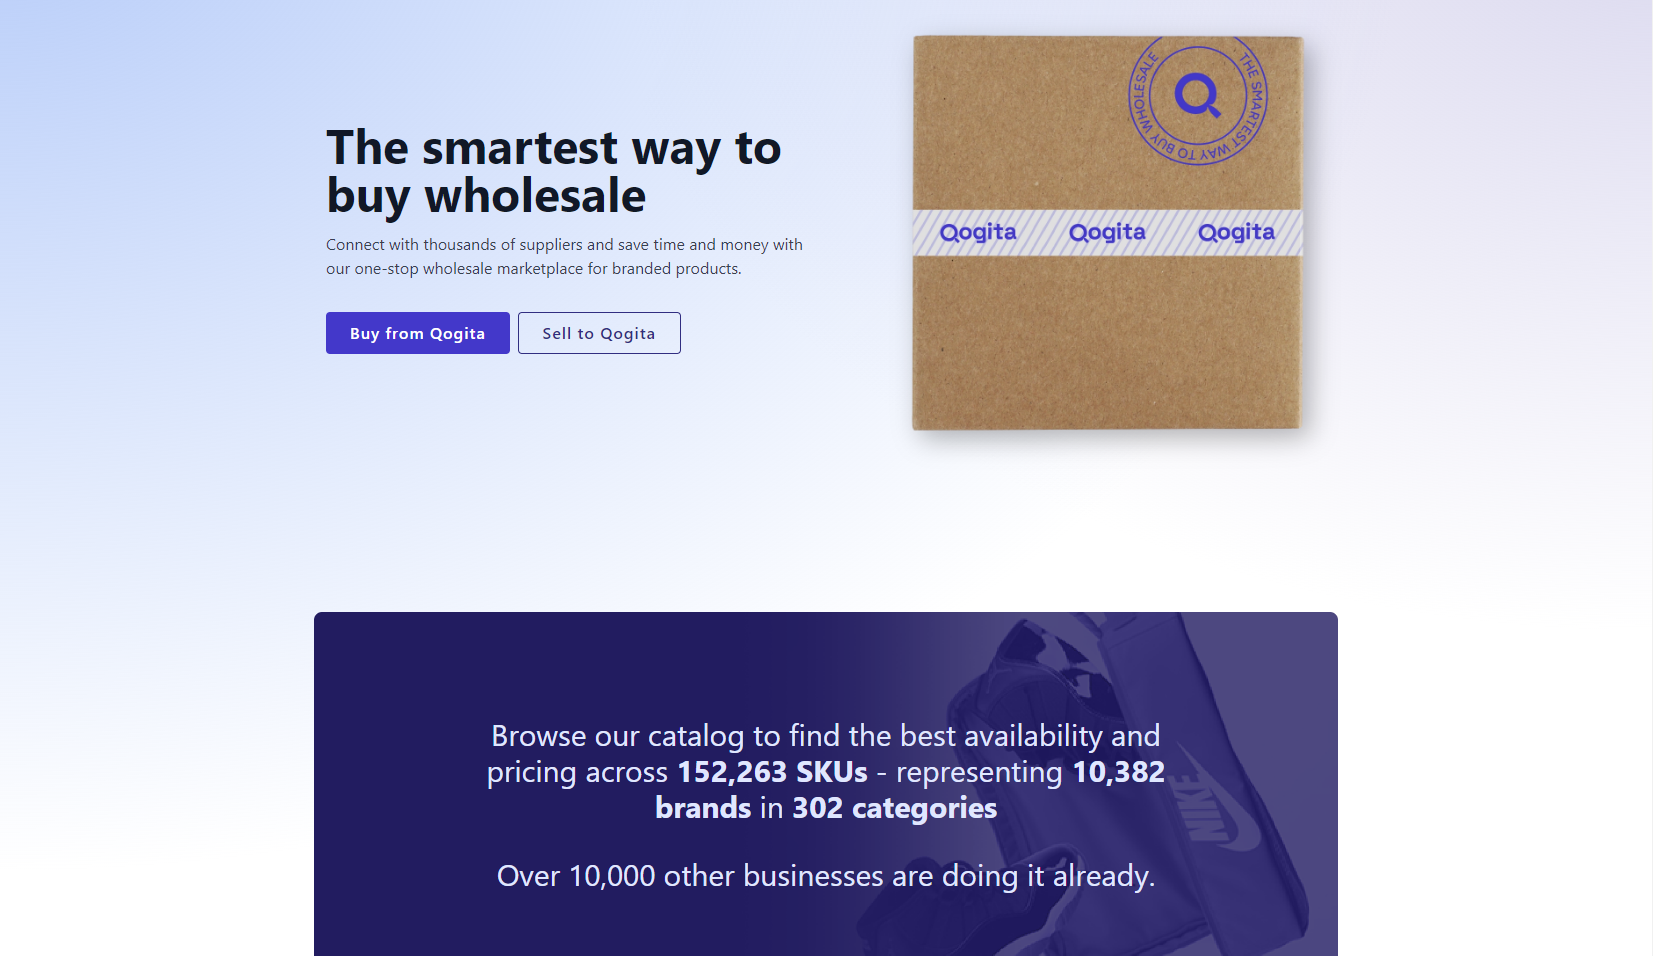 The smartest way to
buy wholesale
Connect with thousands of suppliers and save time and money with
our one-stop wholesale marketplace for branded products.
Buy from Qogita
Sell to Qogita
THE SMARTEST WAY TO BUY WHOLESALE
Qogita Qogita Qogita
Browse our catalog to find the best availability and
pricing across 152,263 SKUs - representing 10,382
brands in 302 categories
Over 10,000 other businesses are doing it already.
NIKE